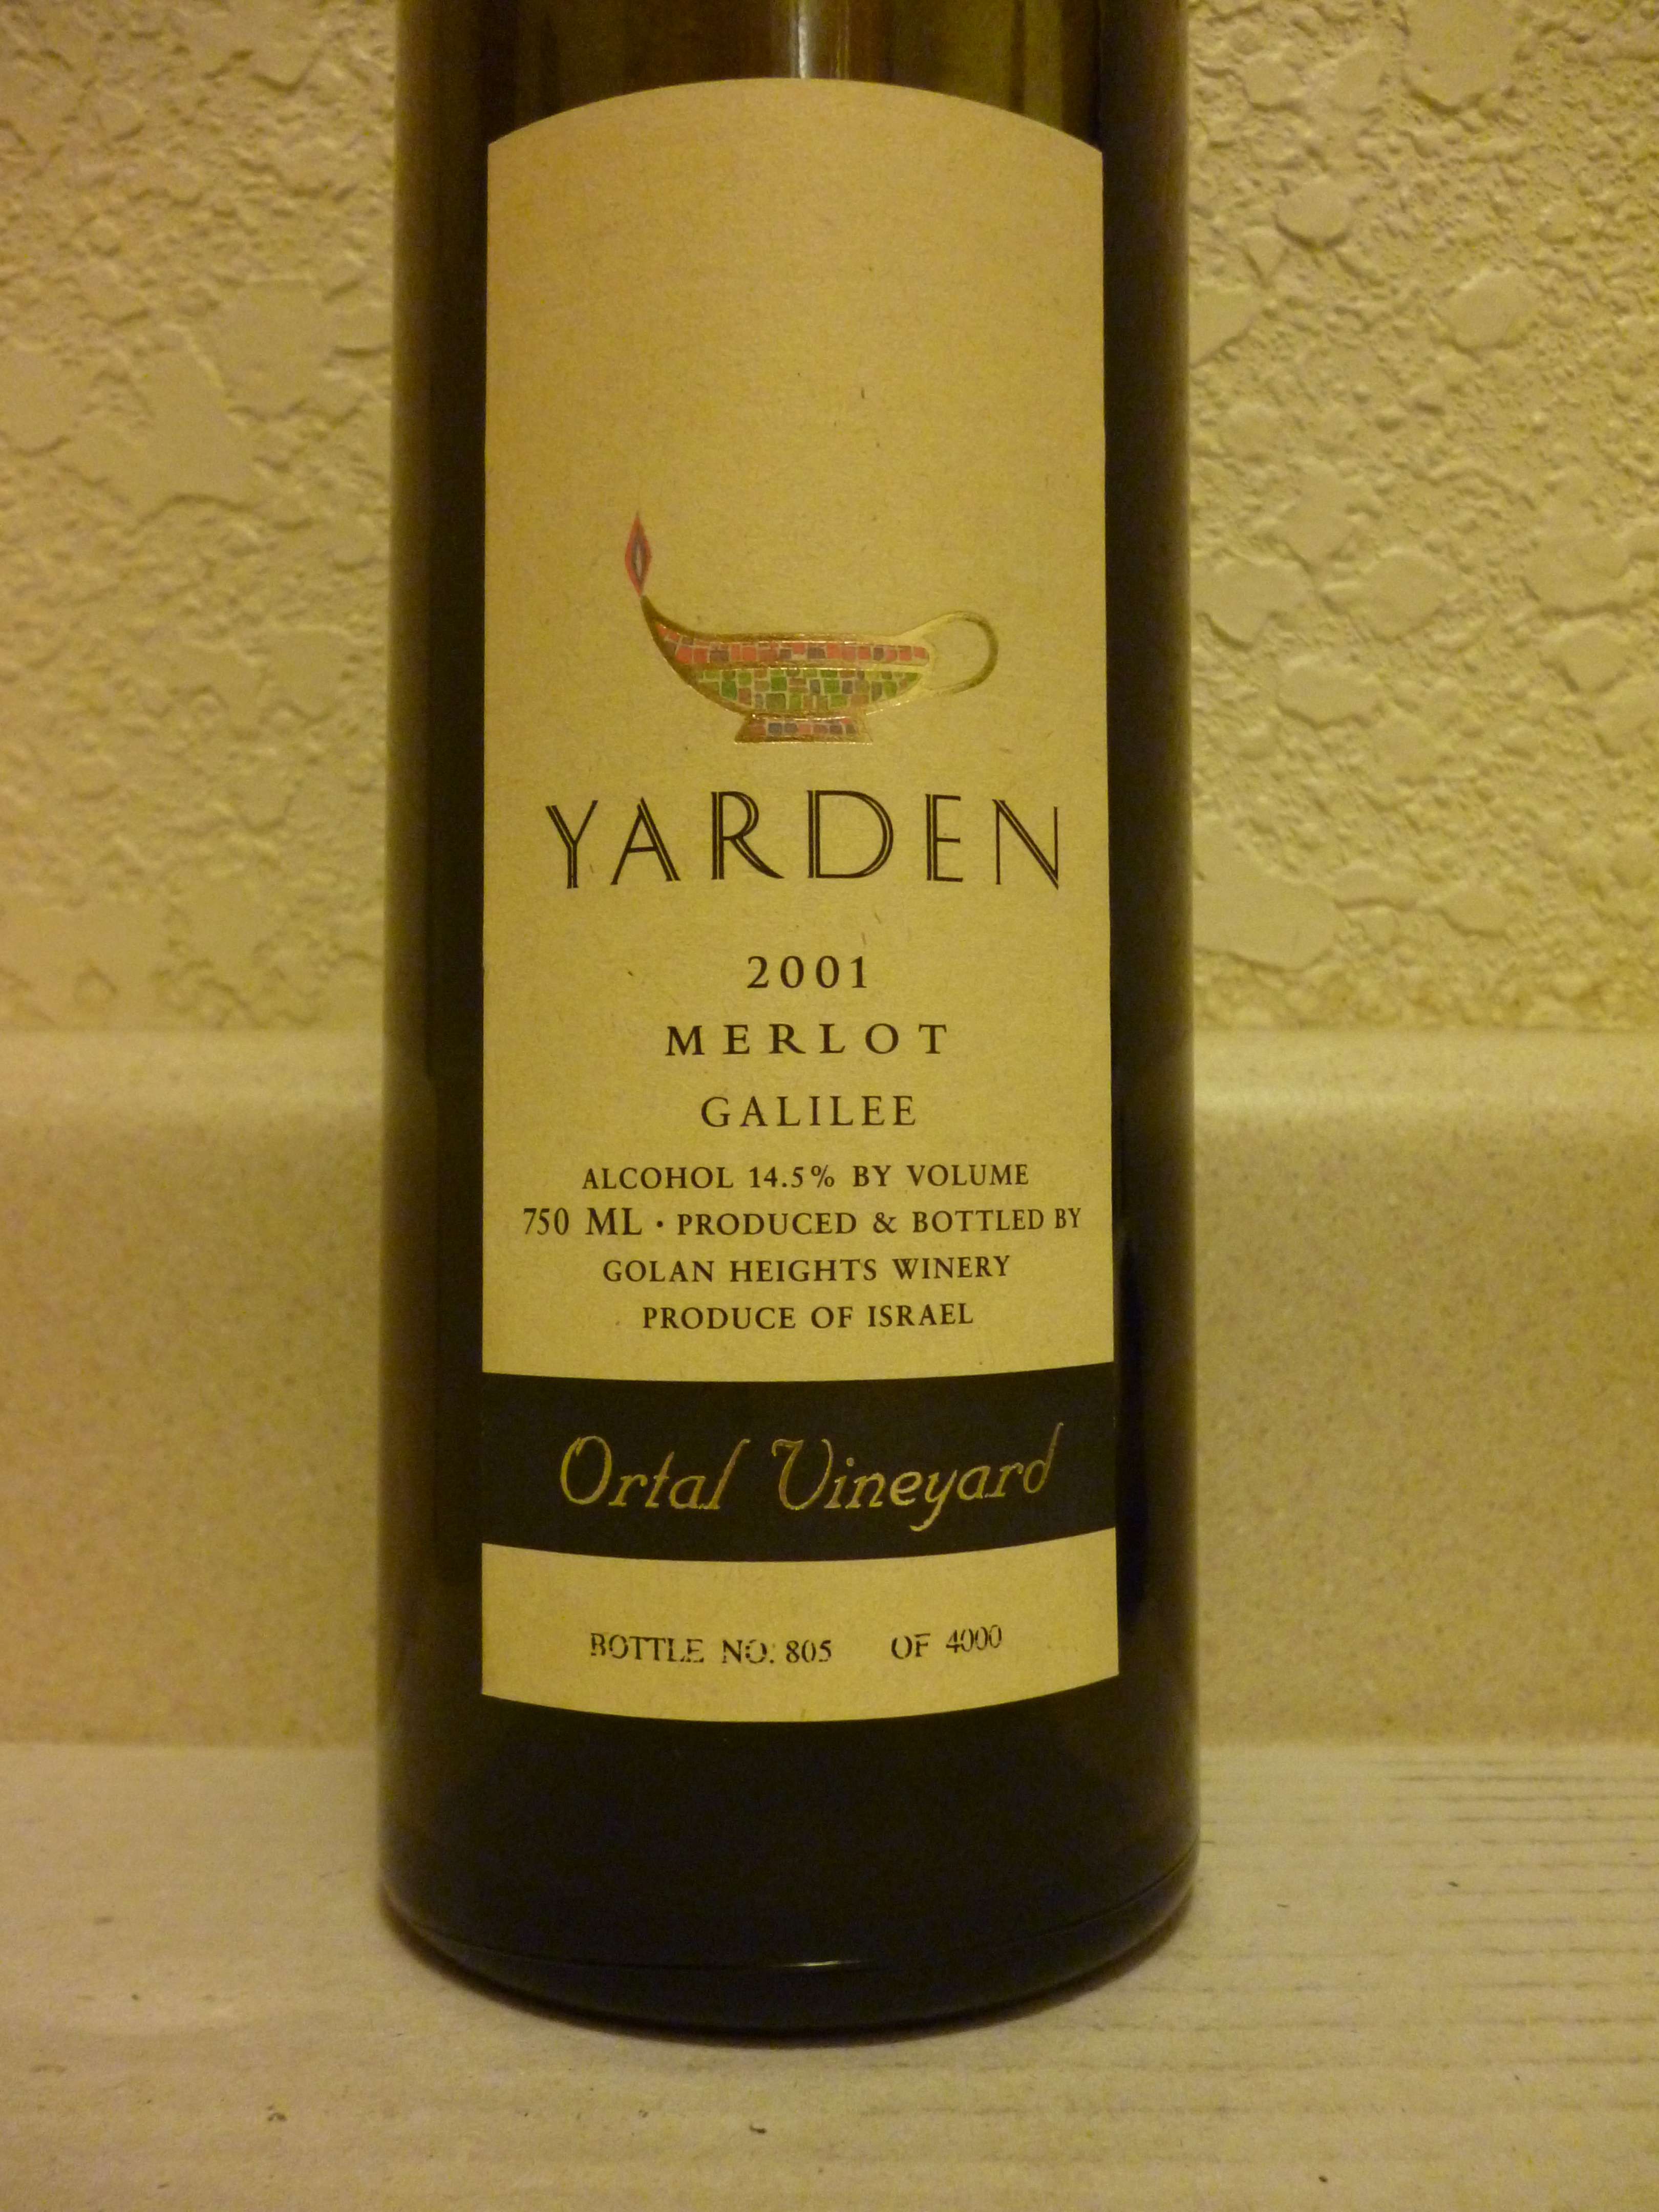 YARDEN
2001
MERLOT
GALILEE
ALCOHOL 14.5% BY VOLUME
750 ML · PRODUCED & BOTTLED BY
GOLAN HEIGHTS WINERY
PRODUCE OF ISRAEL
Ortal Vineyard
BOTTLE NO. 805 OF 4000